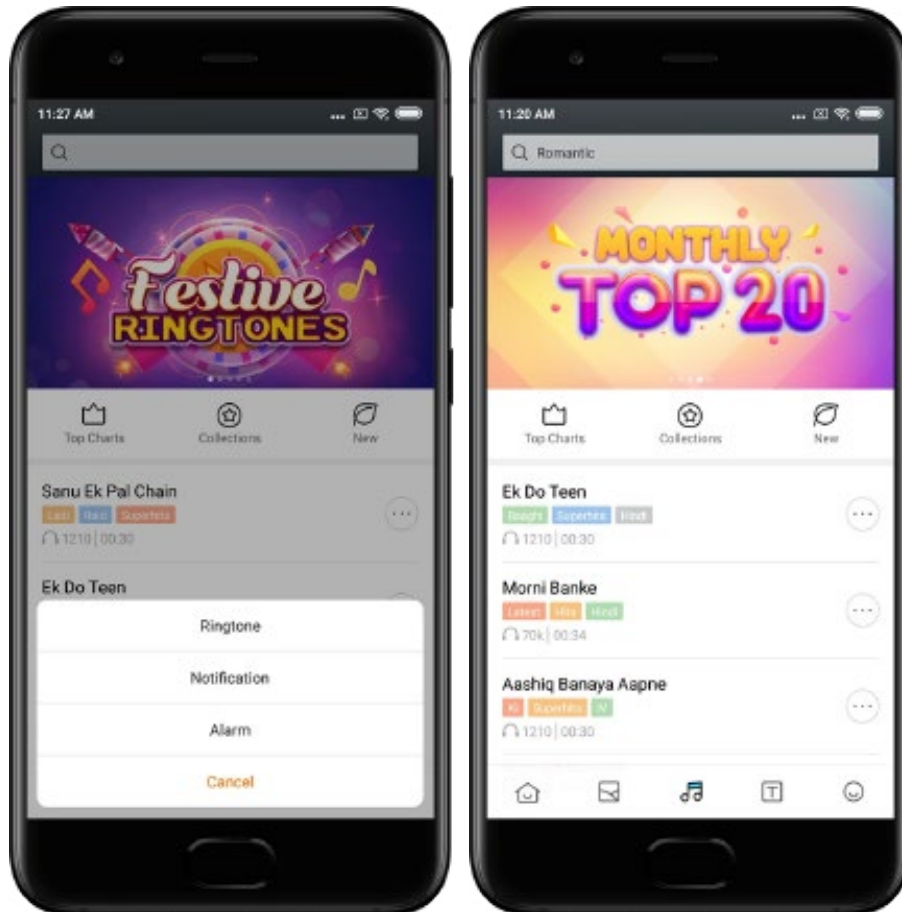 11:27 AM
Festive
RINGTONES
Top Charts
Collections
New
Sanu Ek Pal Chain
Superhits
1210 | 00:30
Ek Do Teen
Ringtone
Notification
Alarm
Cancel
11:20 AM
Romantic
MONTHLY
TOP 20
Top Charts
Collections
New
Ek Do Teen
Baaghi Superhits Hindi
1210 | 00:30
Morni Banke
Latest Hits Hindi
70k | 00:34
Aashiq Banaya Aapne
Superhits IV
1210 | 00:30
T